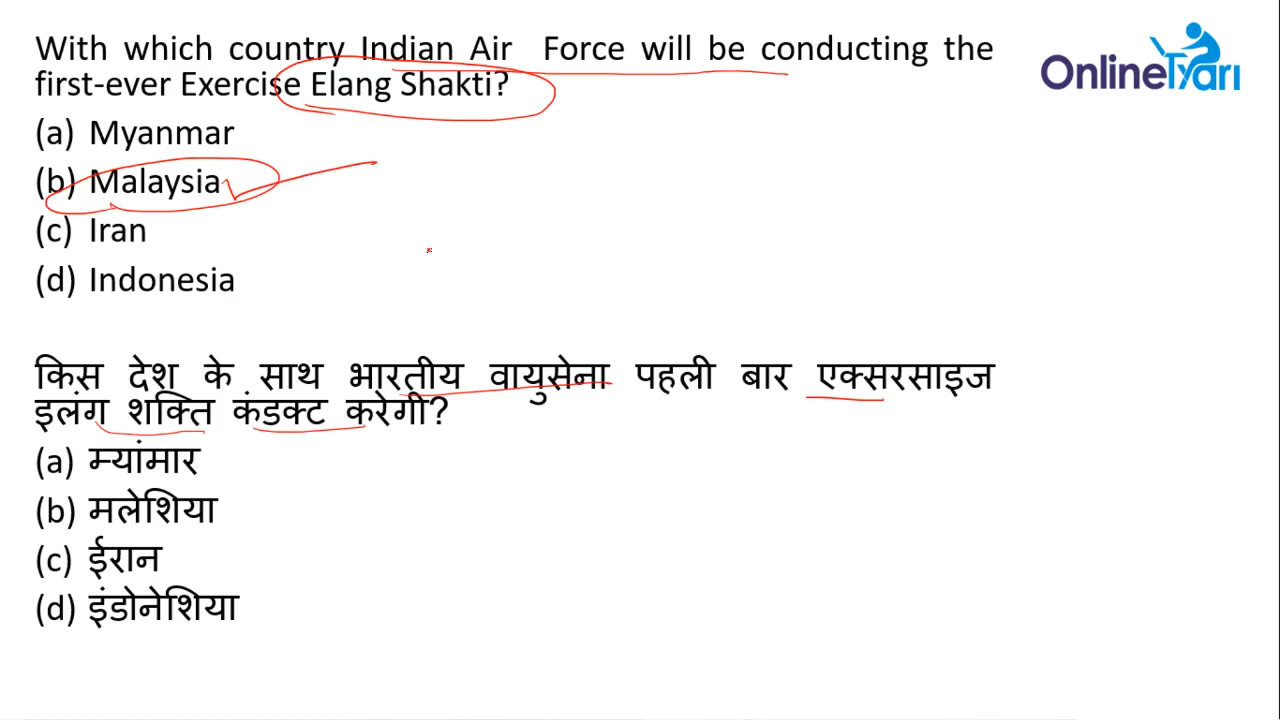 With which country Indian Air Force will be conducting the
first-ever Exercise Elang Shakti?
(a) Myanmar
(b) Malaysia
(c) Iran
(d) Indonesia
किस देश के साथ भारतीय वायुसेना पहली बार एक्सरसाइज
इलंग शक्ति कंडक्ट करेगी?
(a) म्यांमार
(b) मलेशिया
(c) ईरान
(d) इंडोनेशिया
OnlineTyari